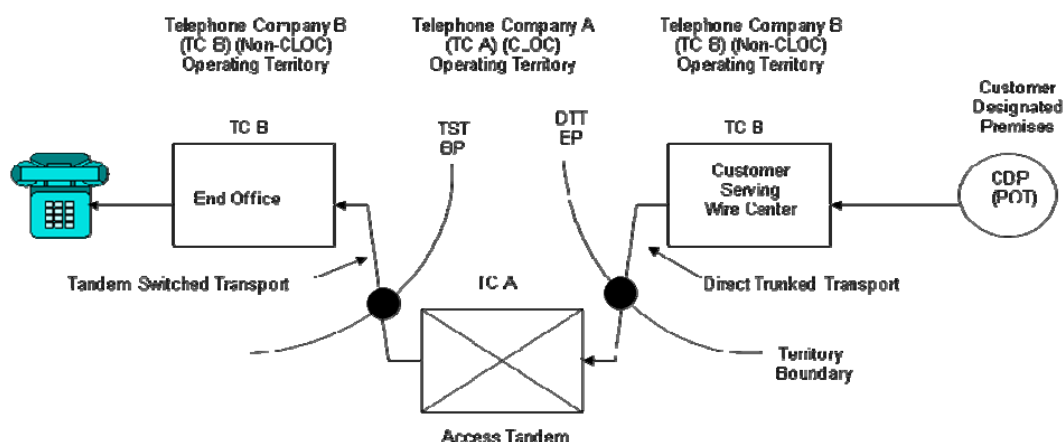 Telephone Company B
(TC B) (Non-CLOC)
Operating Territory
Telephone Company A
(TC A) (CLOC)
Operating Territory
Telephone Company B
(TC B) (Non-CLOC)
Operating Territory
Customer
Designated
Premises
TC B
TST
BP
DTT
EP
TC B
End Office
Customer
Serving
Wire Center
CDP
(POT)
Tandem Switched Transport
TC A
Direct Trunked Transport
Territory
Boundary
Access Tandem